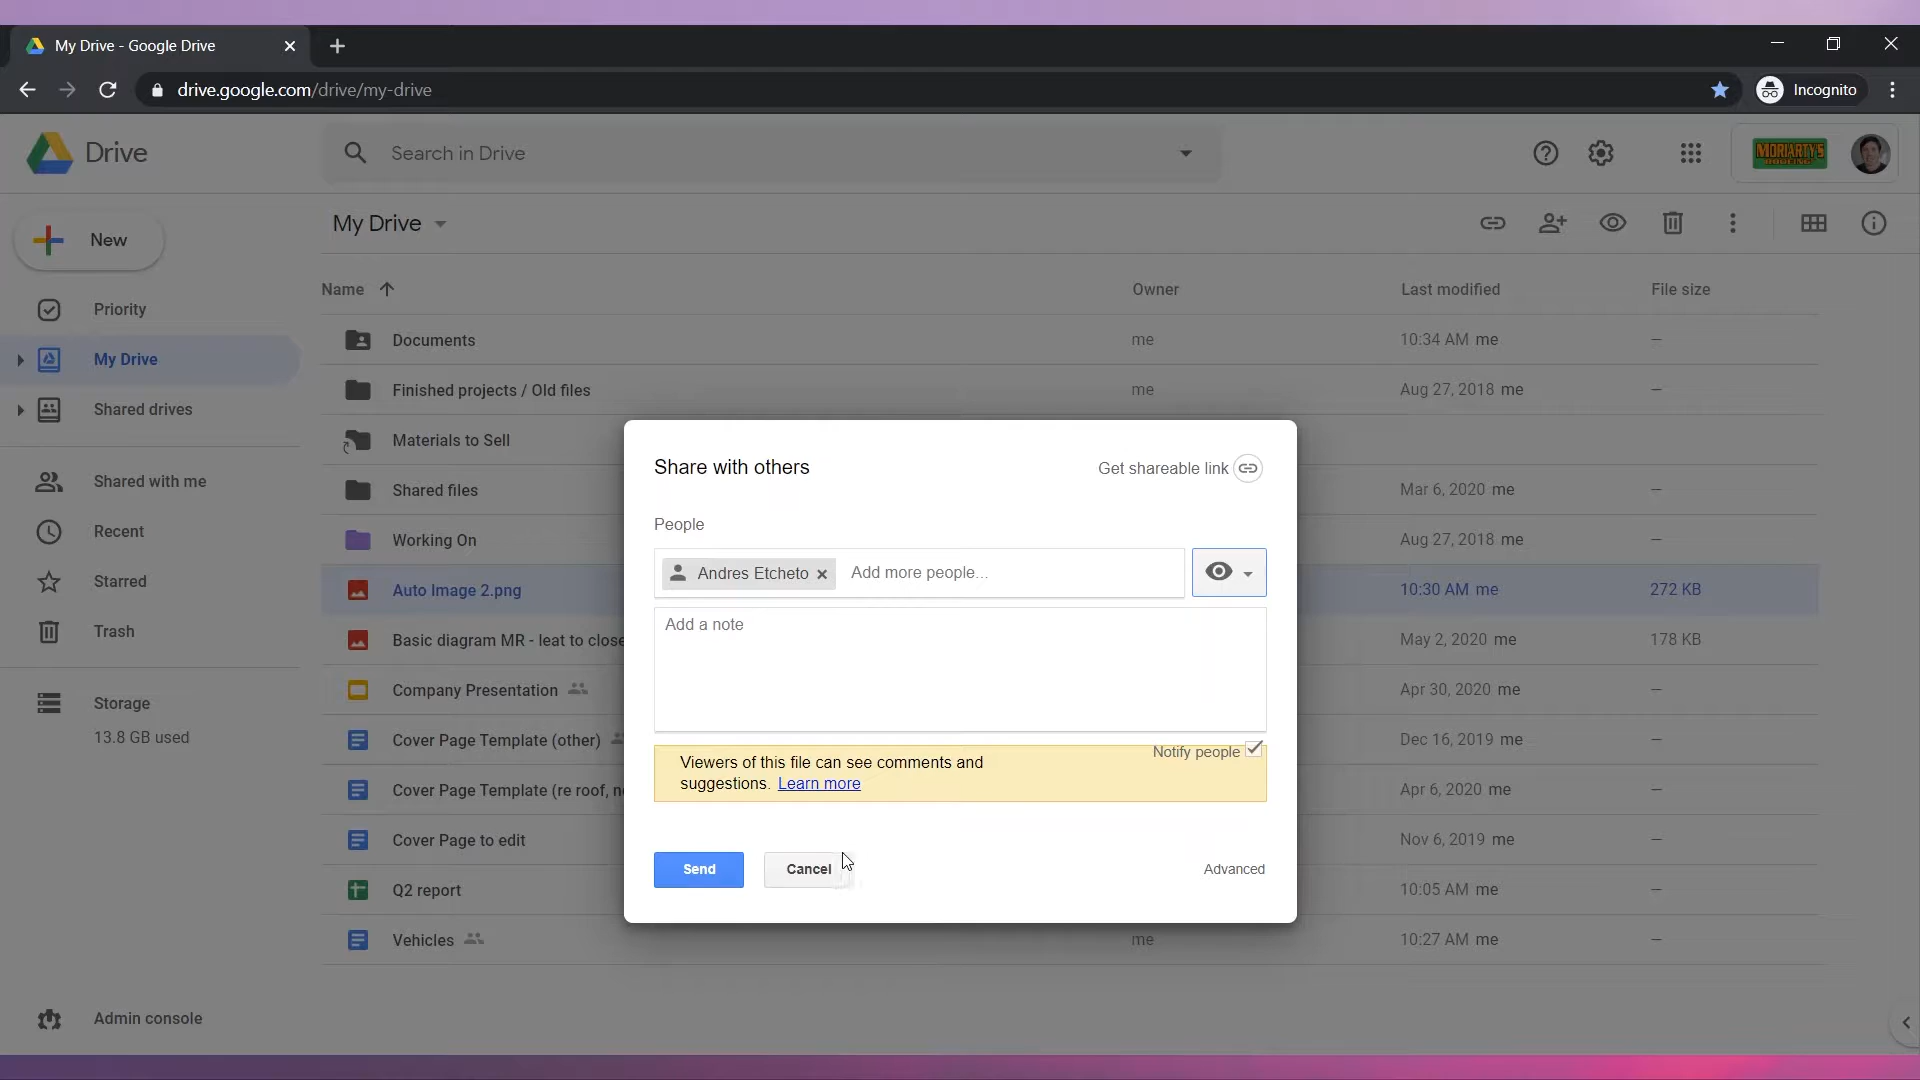 My Drive - Google Drive
drive.google.com/drive/my-drive
Incognito
Drive
Search in Drive
MORIARTY'S
ROOFING
My Drive
New
Name
Owner
Last modified
File size
Priority
My Drive
Shared drives
Shared with me
Recent
Starred
Trash
Storage
13.8 GB used
Admin console
Documents me 10:34 AM me –
Finished projects / Old files me Aug 27, 2018 me –
Materials to Sell
Shared files Mar 6, 2020 me –
Working On Aug 27, 2018 me –
Auto Image 2.png 10:30 AM me 272 KB
Basic diagram MR - leat to close May 2, 2020 me 178 KB
Company Presentation Apr 30, 2020 me –
Cover Page Template (other) Dec 16, 2019 me –
Cover Page Template (re roof, n Apr 6, 2020 me –
Cover Page to edit Nov 6, 2019 me –
Q2 report 10:05 AM me –
Vehicles me 10:27 AM me –
Share with others
Get shareable link
People
Andres Etcheto
Add more people...
Add a note
Notify people
Viewers of this file can see comments and
suggestions. Learn more
Send
Cancel
Advanced